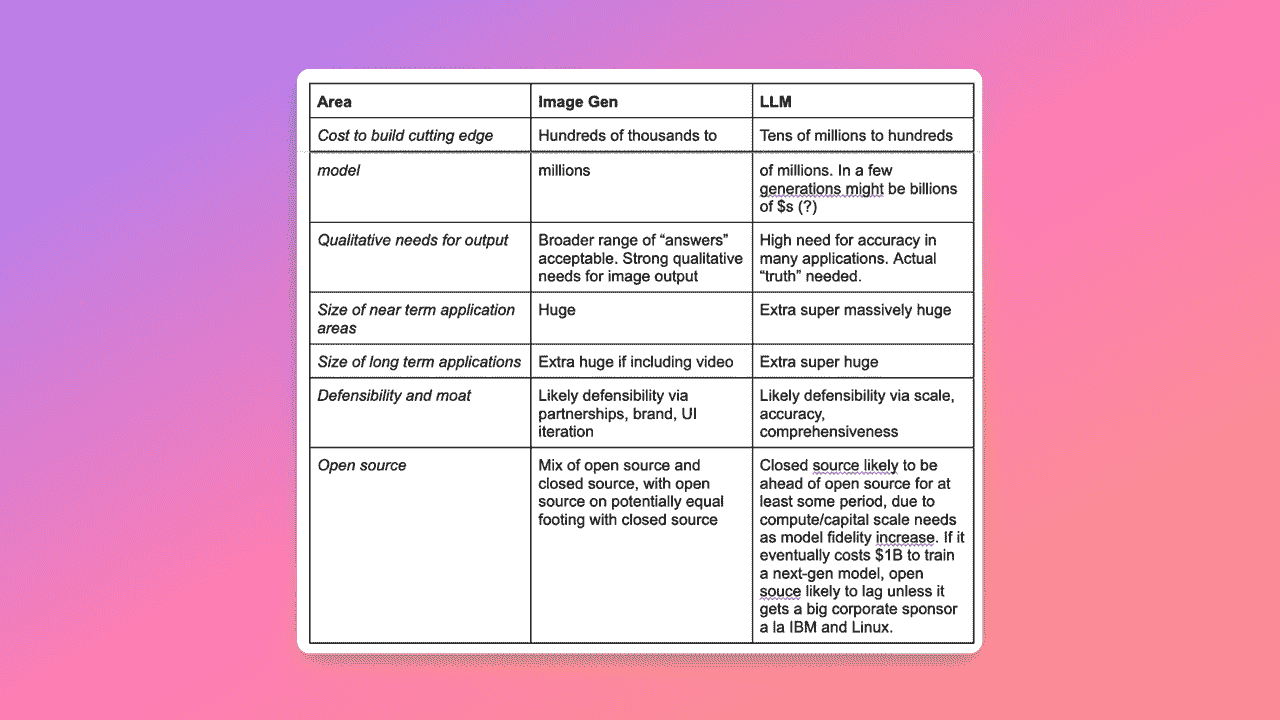 Area
Image Gen
LLM
Cost to build cutting edge
Hundreds of thousands to
Tens of millions to hundreds
model
millions
of millions. In a few
generations might be billions
of $s (?)
Qualitative needs for output
Broader range of “answers”
acceptable. Strong qualitative
needs for image output
High need for accuracy in
many applications. Actual
“truth” needed.
Size of near term application
areas
Huge
Extra super massively huge
Size of long term applications
Extra huge if including video
Extra super huge
Defensibility and moat
Likely defensibility via
partnerships, brand, UI
iteration
Likely defensibility via scale,
accuracy,
comprehensiveness
Open source
Mix of open source and
closed source, with open
source on potentially equal
footing with closed source
Closed source likely to be
ahead of open source for at
least some period, due to
compute/capital scale needs
as model fidelity increase. If it
eventually costs $1B to train
a next-gen model, open
souce likely to lag unless it
gets a big corporate sponsor
a la IBM and Linux.